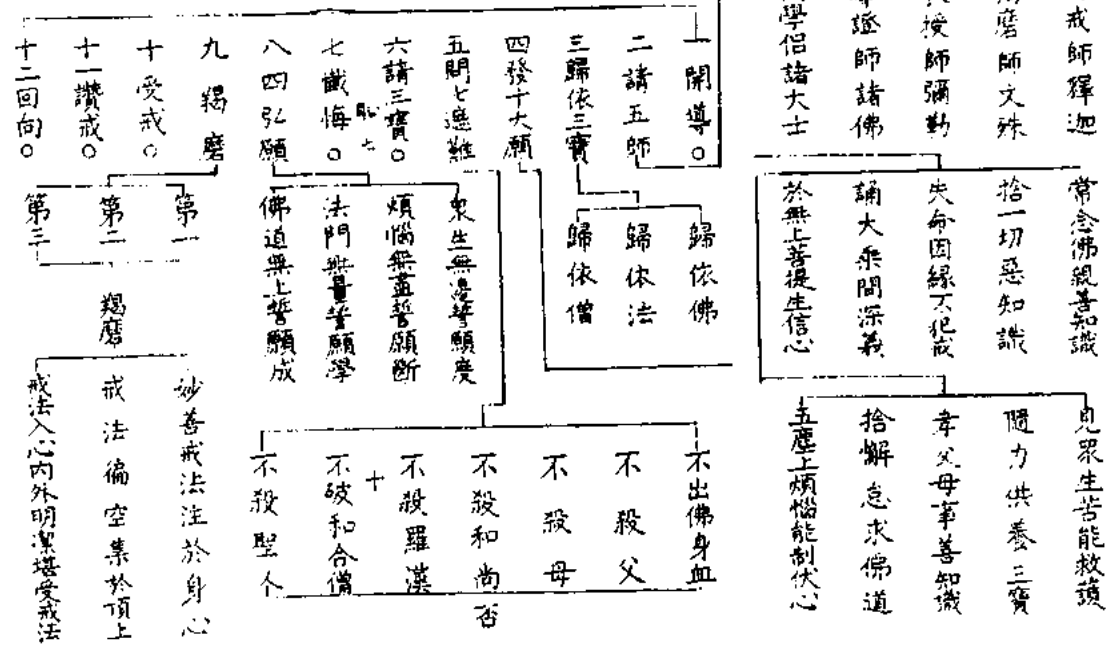 戒師釋迦
磨師文殊
授師彌勒
證師諸佛
學侶諸大士
一開導○
二請五師
三歸依三寶
四發十大願
五問七遮難
六請三寶○
七懺悔○
八四弘願
九羯磨
十受戒○
十一讚戒○
十二回向○
常念佛親善知識
捨一切惡知識
失命因緣不犯戒
誦大乘問深義
於無上菩提生信心
見眾生苦能救護
隨力供養三寶
孝父母事善知識
捨懈怠求佛道
五塵上煩惱能制伏心
歸依佛
歸依法
歸依僧
眾生無邊誓願度
煩惱無盡誓願斷
法門無量誓願學
佛道無上誓願成
不出佛身血
不殺父
不殺母
不殺和尚
不殺羅漢
十
不破和合僧
不殺聖人
否
第一
第二
第三
羯磨
妙善戒法注於身心
戒法徧空集於頂上
戒法入心內外明潔堪受戒法